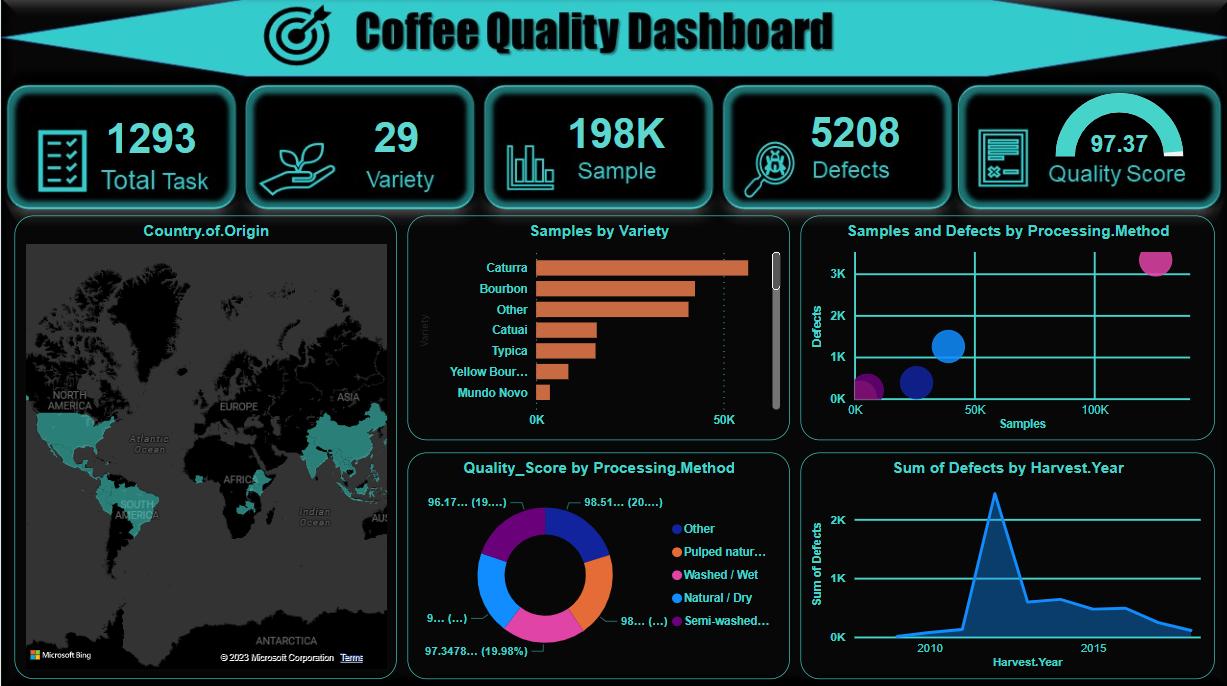 Coffee Quality Dashboard
1293
Total Task
29
Variety
198K
Sample
5208
Defects
97.37
Quality Score
Country.of.Origin
NORTH
AMERICA
EUROPE
ASIA
Atlantic
Ocean
AFRICA
SOUTH
AMERICA
Indian
Ocean
AUS
ANTARCTICA
Microsoft Bing
© 2023 Microsoft Corporation Terms
Samples by Variety
Variety
Caturra
Bourbon
Other
Catuai
Typica
Yellow Bour...
Mundo Novo
0K 50K
Samples and Defects by Processing.Method
Defects
3K
2K
1K
0K
0K 50K 100K
Samples
Quality_Score by Processing.Method
96.17... (19....) 98.51... (20....)
9... (...) 98... (...)
97.3478... (19.98%)
Other
Pulped natur...
Washed / Wet
Natural / Dry
Semi-washed...
Sum of Defects by Harvest.Year
Sum of Defects
2K
1K
0K
2010 2015
Harvest.Year